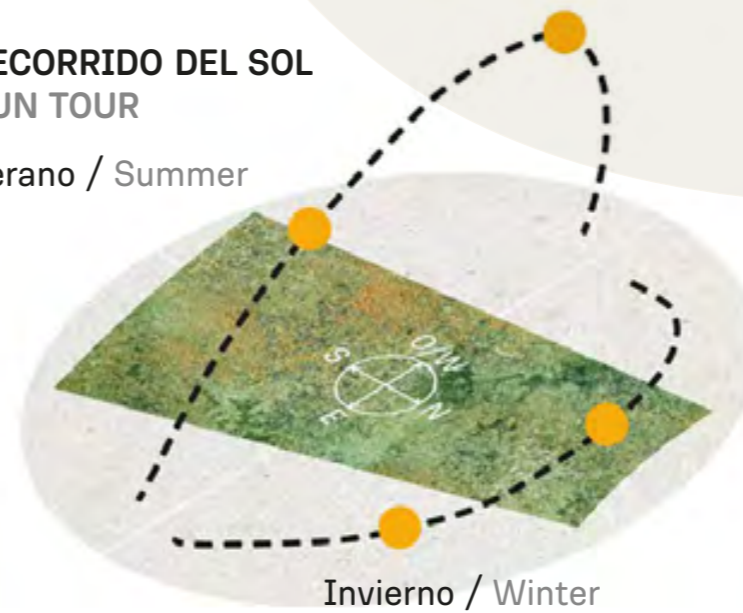 ECORRIDO DEL SOL
UN TOUR
erano / Summer
S
O/W
E
N
Invierno / Winter